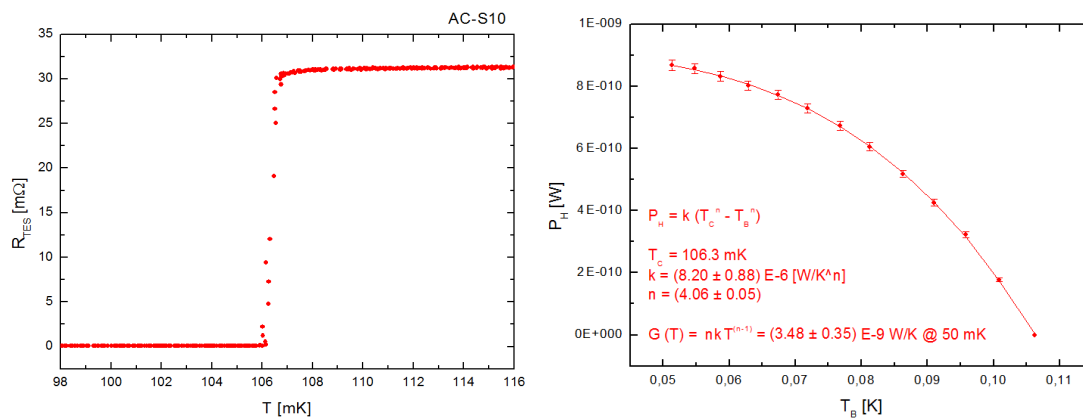 AC-S10
35
30
25
20
15
10
5
0
R_TES [mΩ]
98 100 102 104 106 108 110 112 114 116
T [mK]
1E-009
8E-010
6E-010
4E-010
2E-010
0E+000
P_H [W]
P_H = k (T_C^n - T_B^n)
T_C = 106.3 mK
k = (8.20 ± 0.88) E-6 [W/K^n]
n = (4.06 ± 0.05)
G (T) = nkT^(n-1) = (3.48 ± 0.35) E-9 W/K @ 50 mK
0,05 0,06 0,07 0,08 0,09 0,10 0,11
T_B [K]